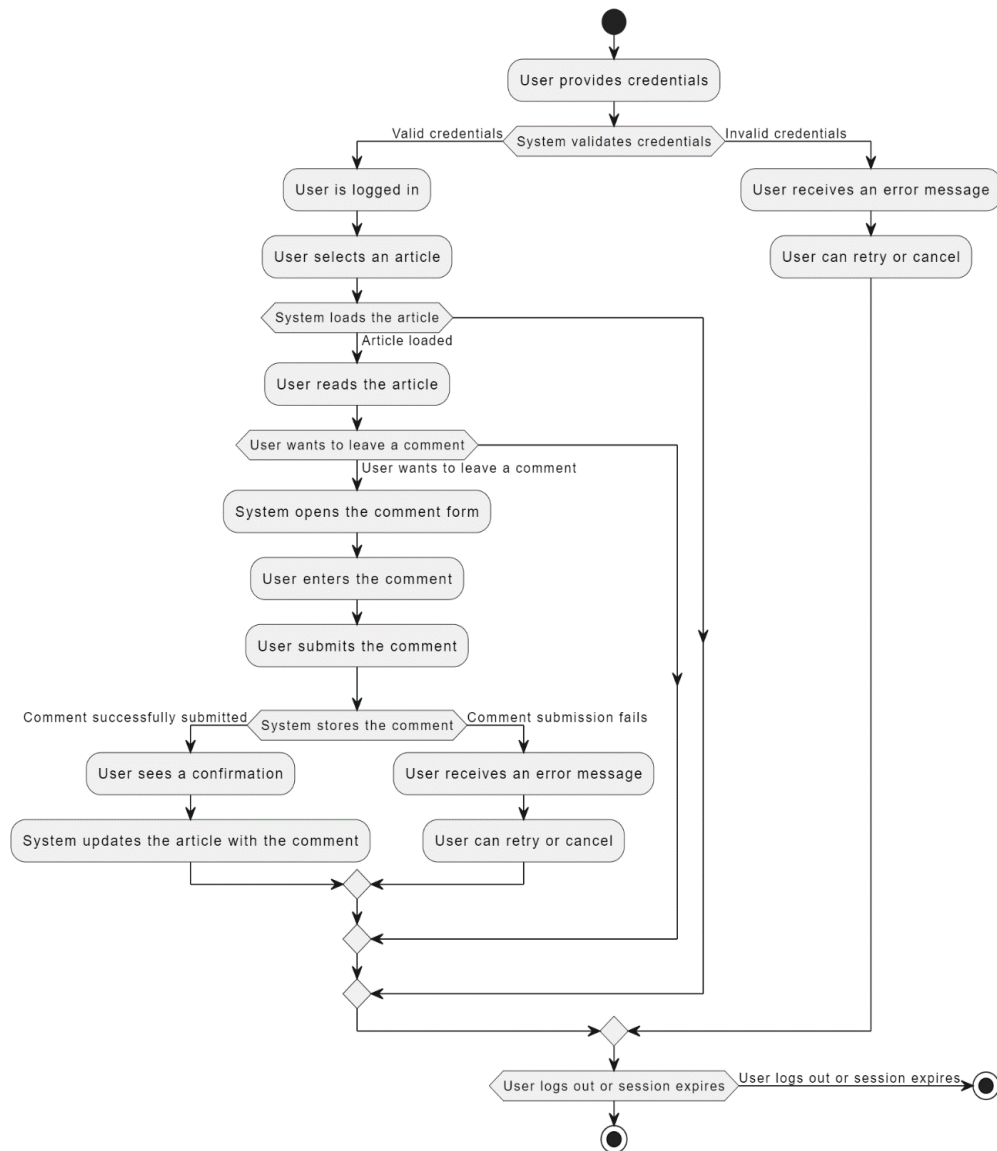 User provides credentials
Valid credentials
System validates credentials
Invalid credentials
User is logged in
User receives an error message
User selects an article
User can retry or cancel
System loads the article
Article loaded
User reads the article
User wants to leave a comment
User wants to leave a comment
System opens the comment form
User enters the comment
User submits the comment
Comment successfully submitted
System stores the comment
Comment submission fails
User sees a confirmation
User receives an error message
System updates the article with the comment
User can retry or cancel
User logs out or session expires
User logs out or session expires